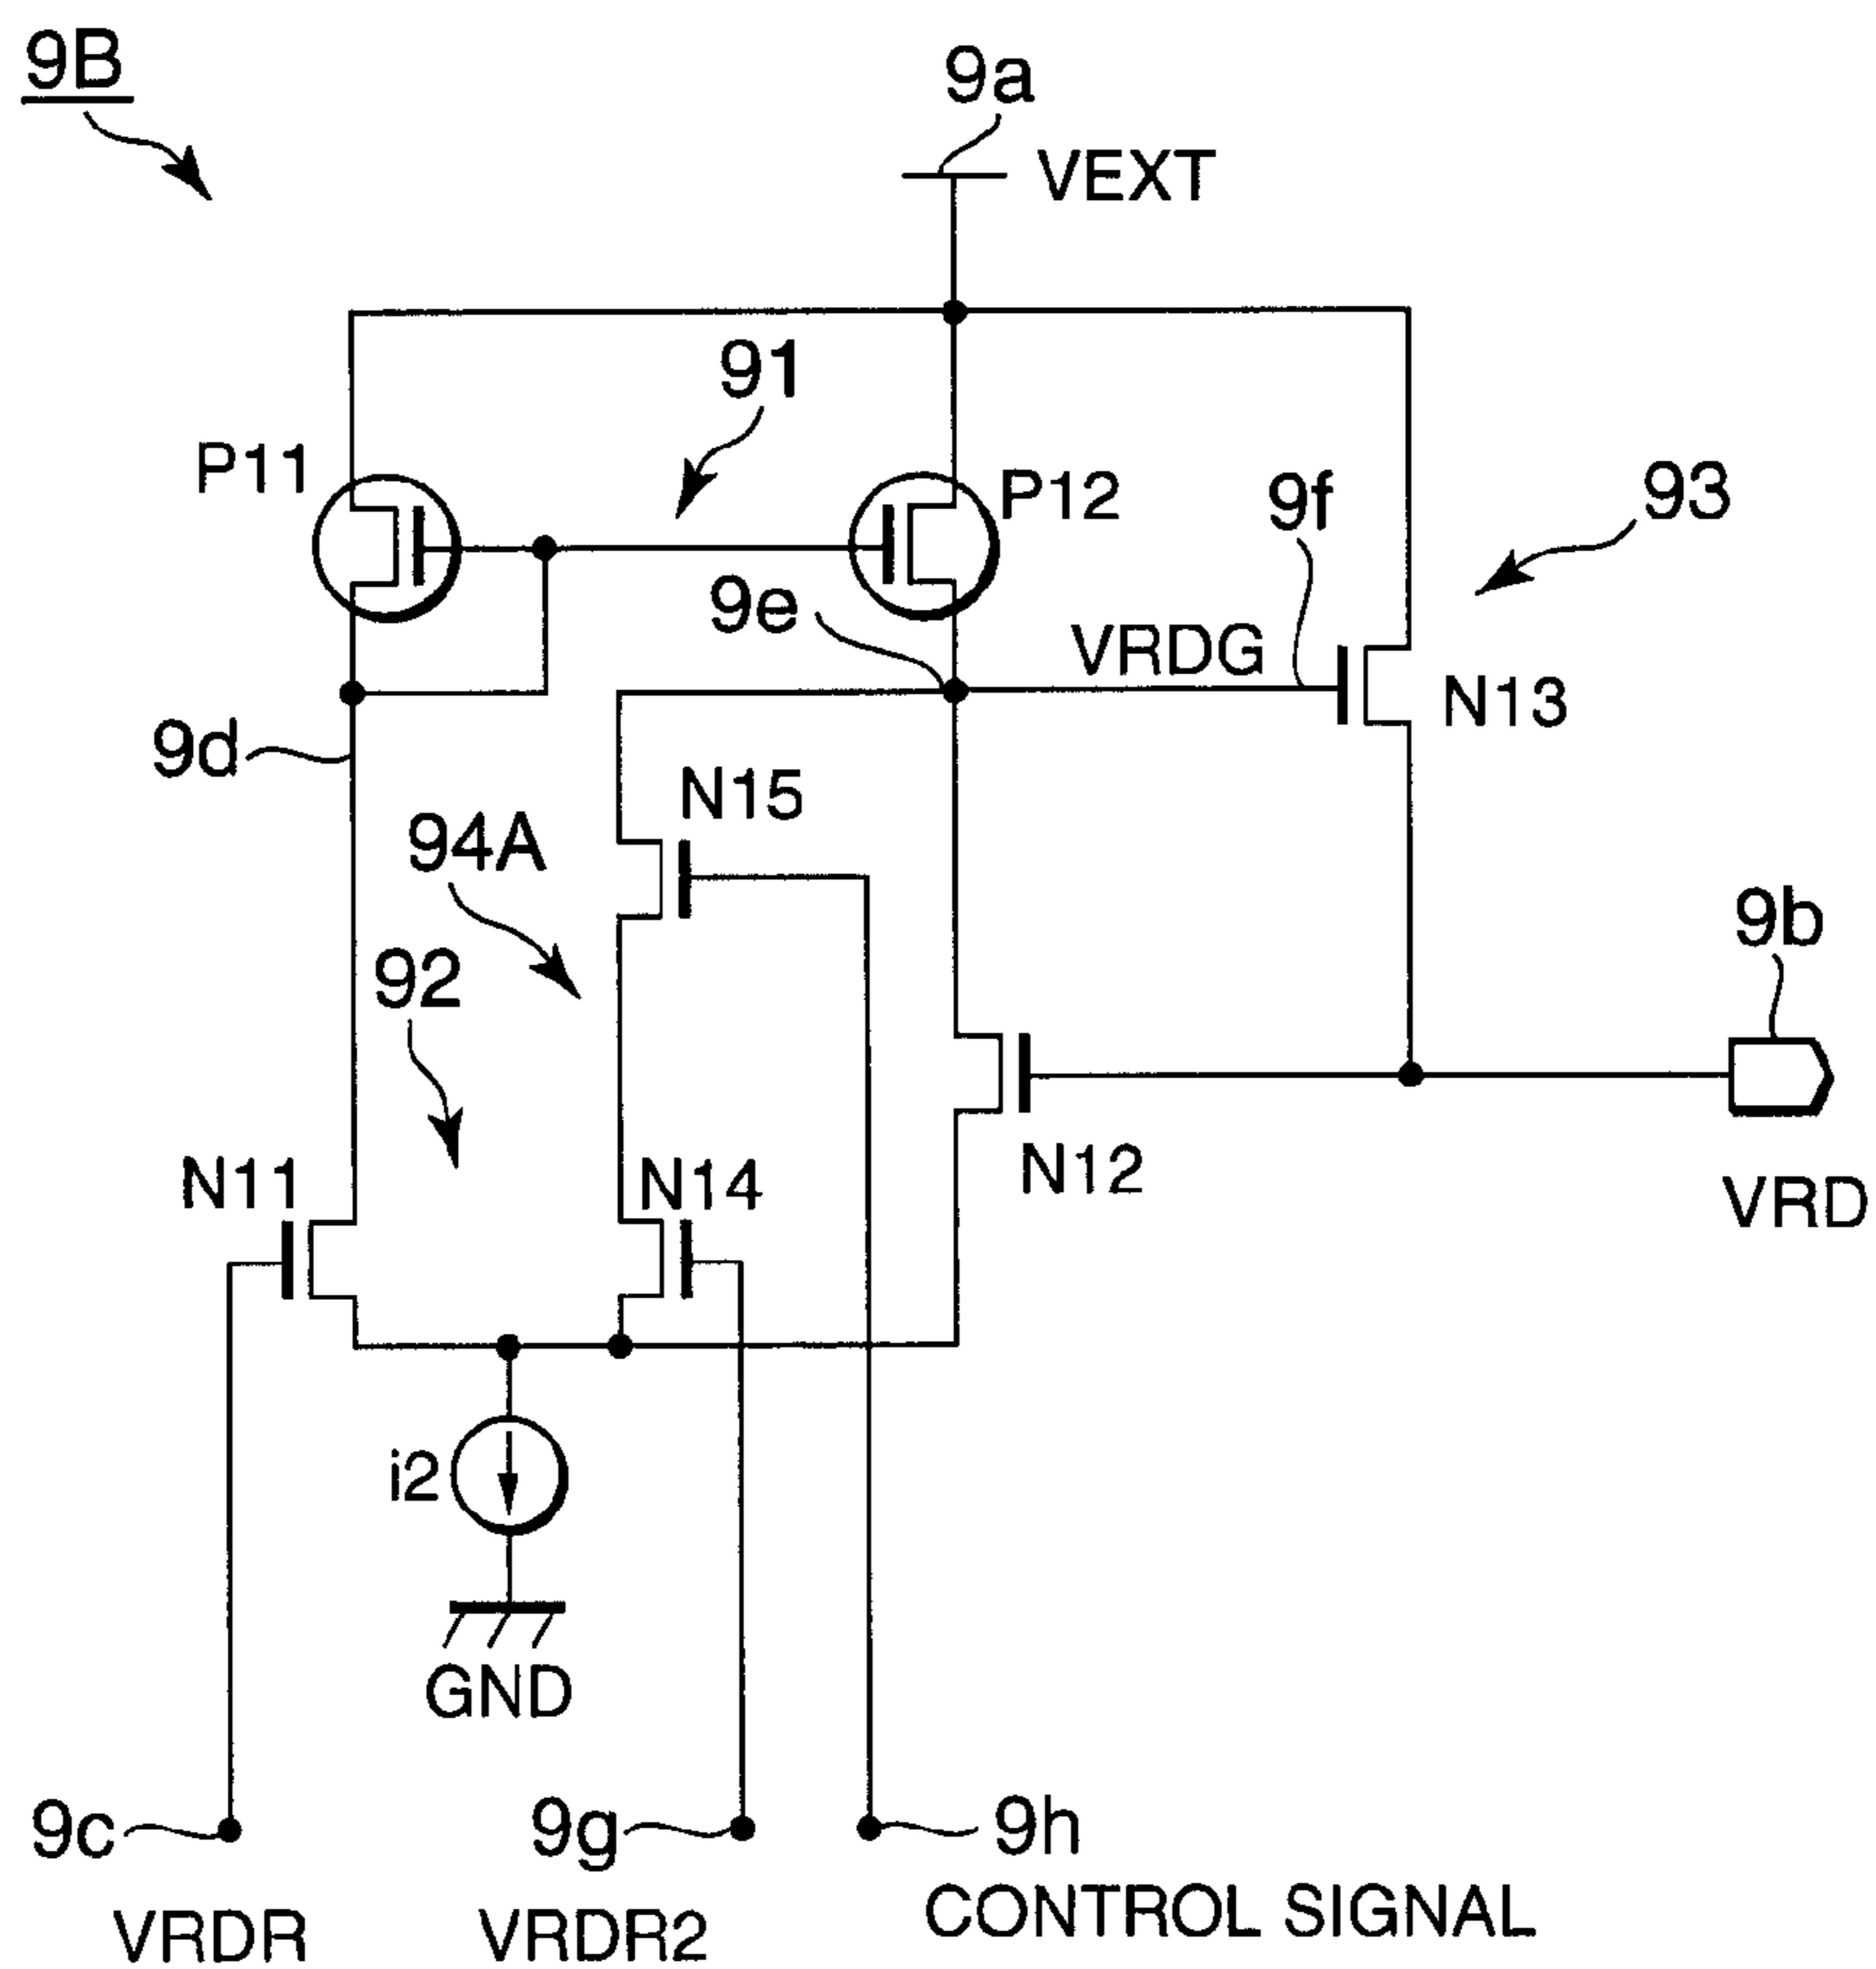 9B
9a
VEXT
91
P11
P12
9f
93
9e
VRDG
N13
9d
N15
94A
9b
92
N11
N14
N12
VRD
i2
GND
9c
9g
9h
VRDR
VRDR2
CONTROL SIGNAL